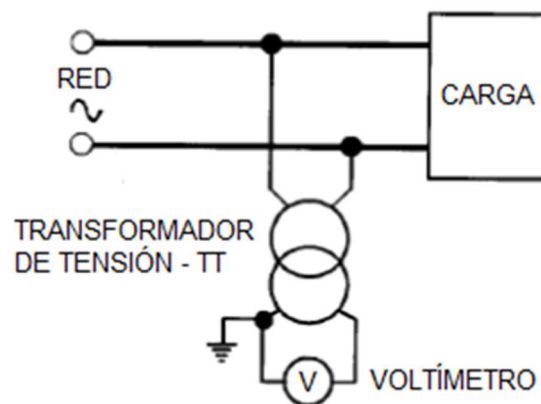 RED
CARGA
TRANSFORMADOR
DE TENSIÓN - TT
V
VOLTÍMETRO